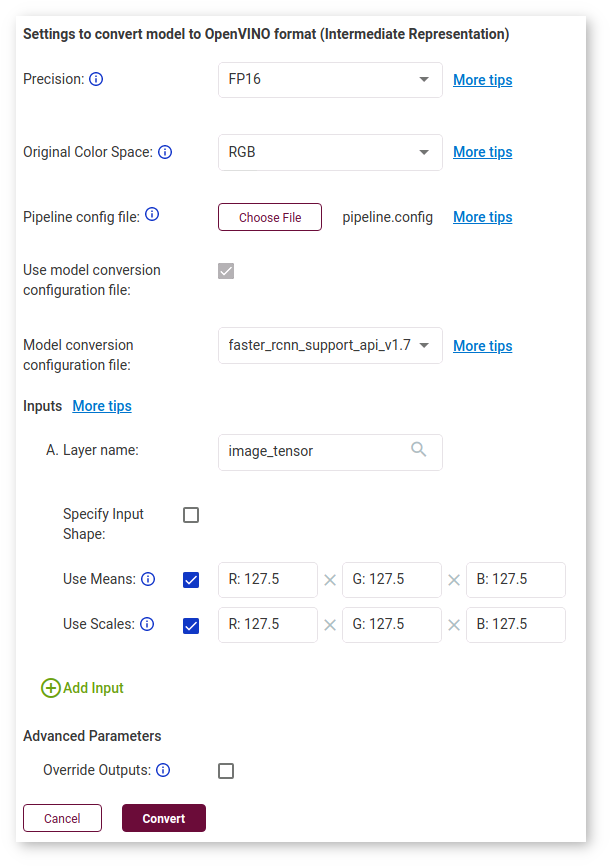 Settings to convert model to OpenVINO format (Intermediate Representation)
Precision: FP16 More tips
Original Color Space: RGB More tips
Pipeline config file: Choose File pipeline.config More tips
Use model conversion
configuration file:
Model conversion
configuration file:
faster_rcnn_support_api_v1.7 More tips
Inputs More tips
A. Layer name: image_tensor
Specify Input
Shape:
Use Means: R: 127.5 G: 127.5 B: 127.5
Use Scales: R: 127.5 G: 127.5 B: 127.5
Add Input
Advanced Parameters
Override Outputs:
Cancel Convert